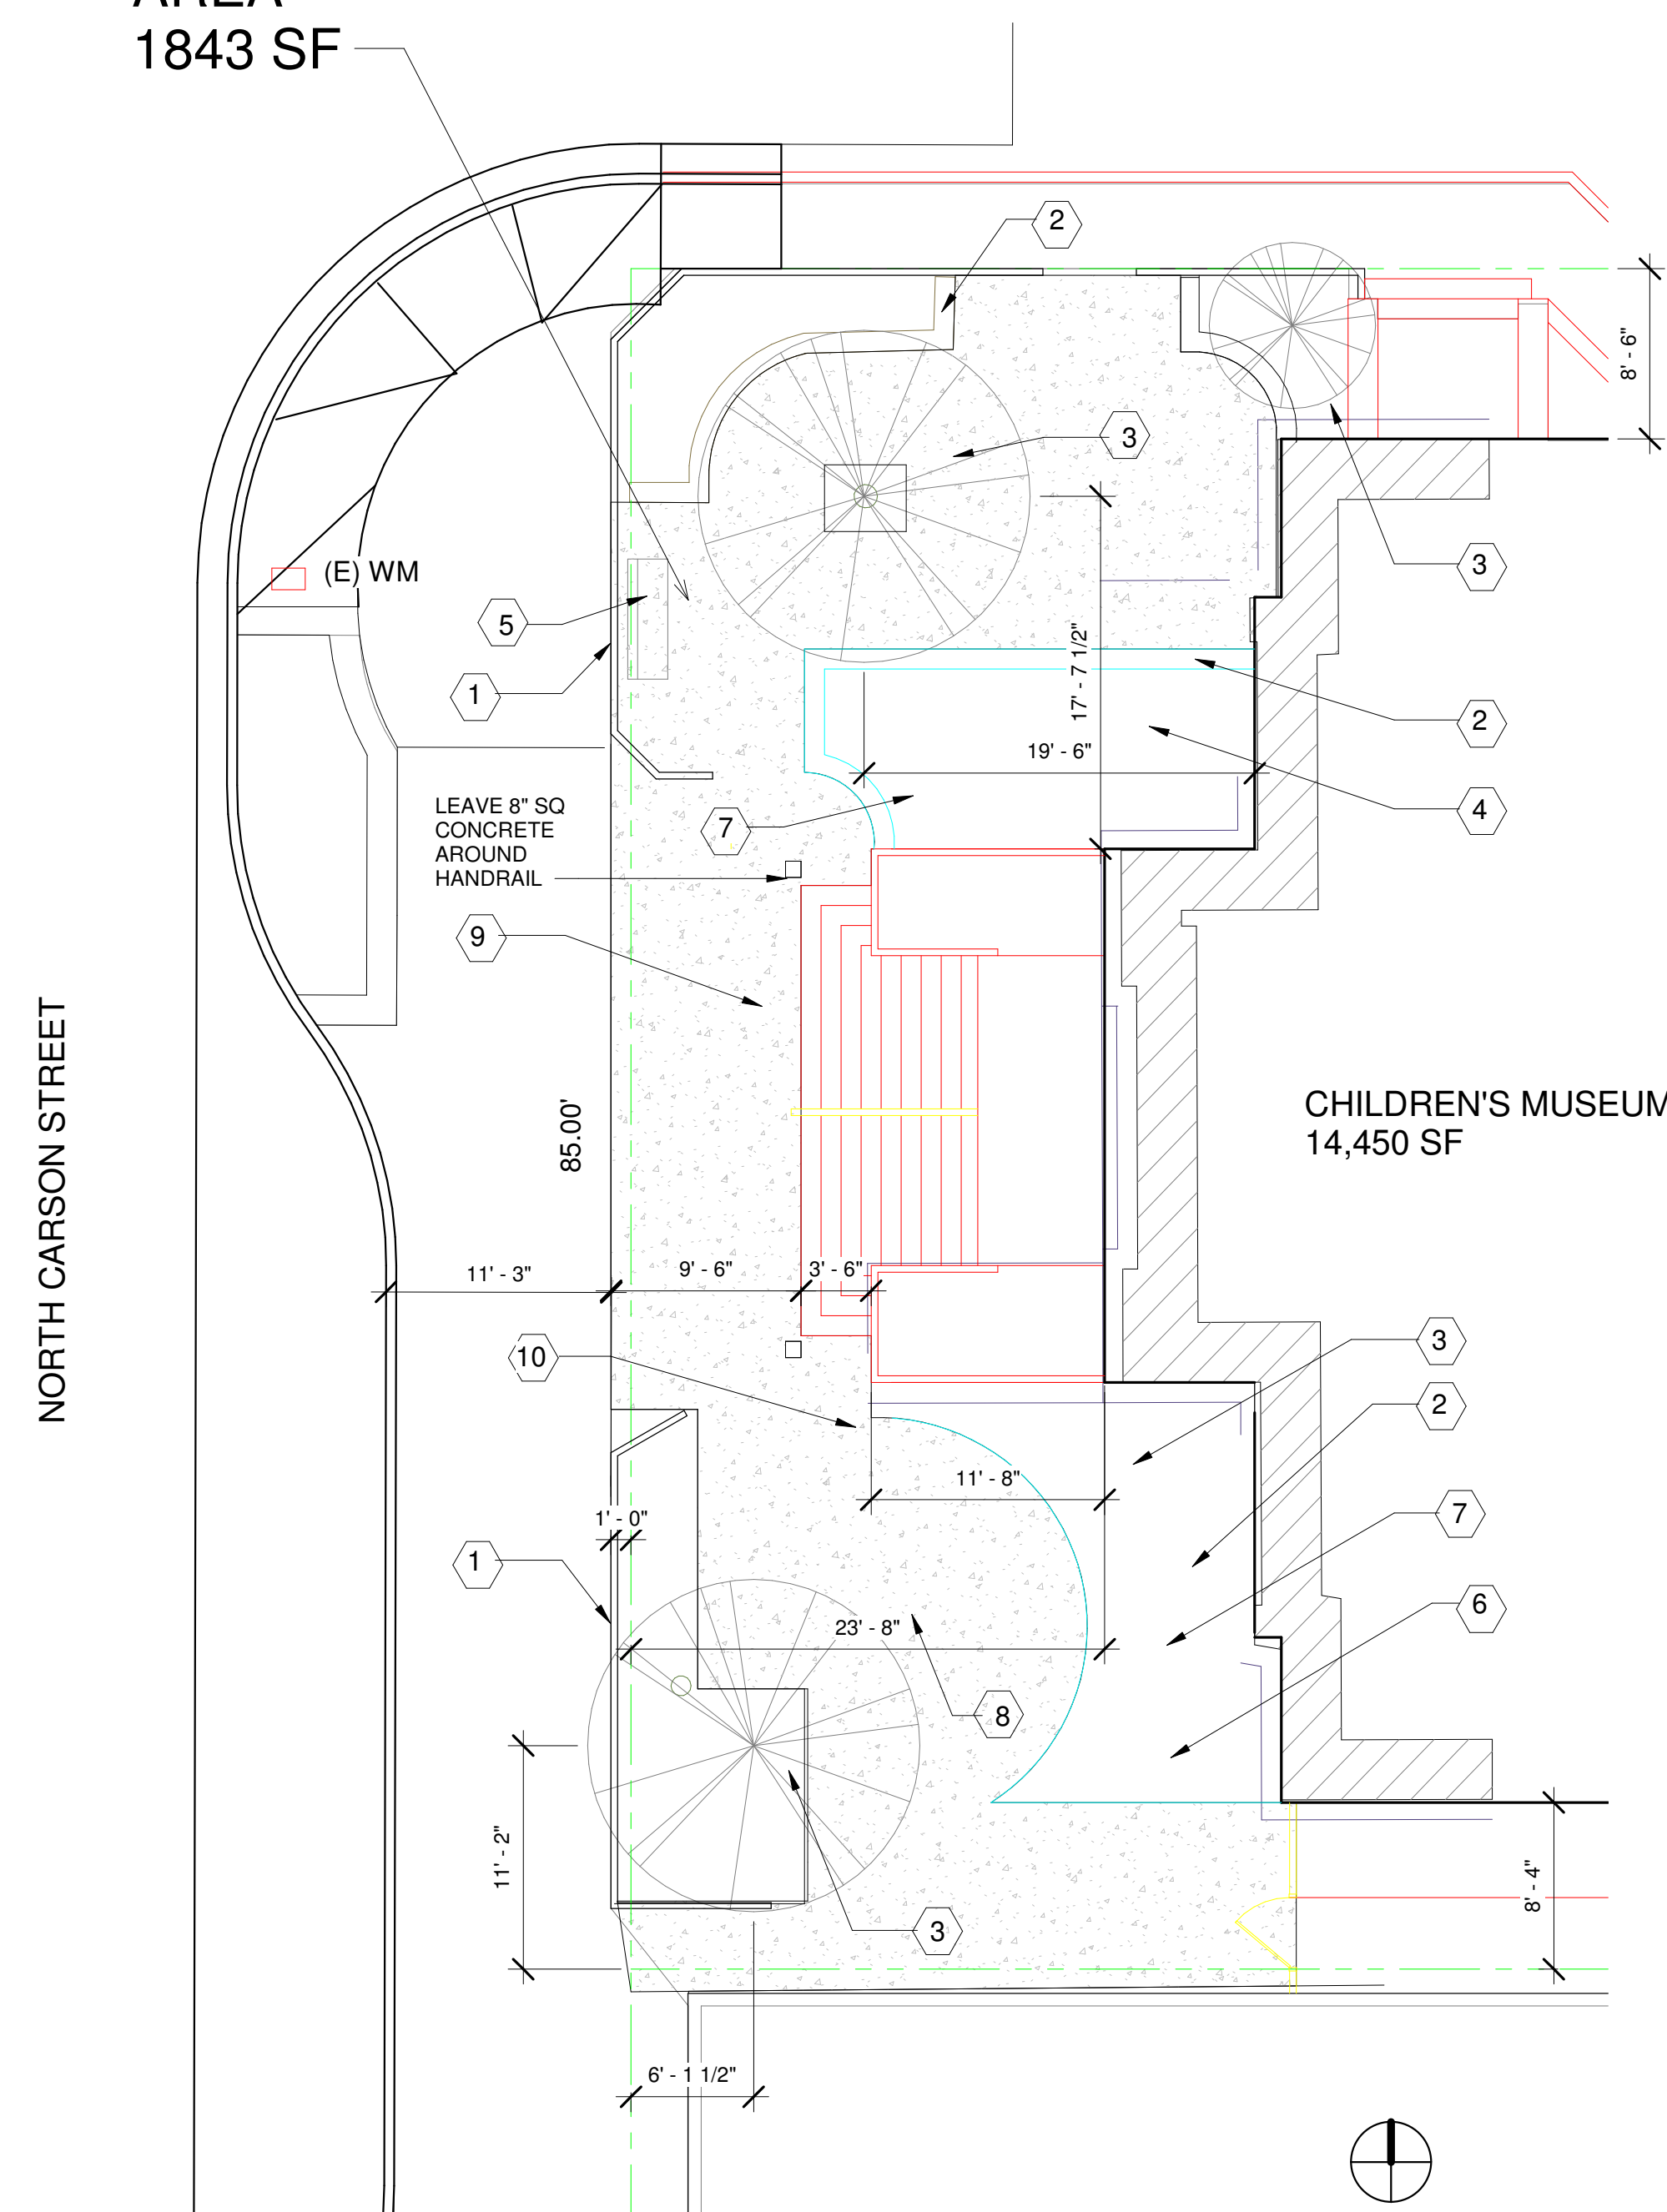 AREA
1843 SF
2
8' - 6"
3
3
(E) WM
5
1
17' - 7 1/2"
2
19' - 6"
4
7
LEAVE 8" SQ
CONCRETE
AROUND
HANDRAIL
9
NORTH CARSON STREET
85.00'
CHILDREN'S MUSEUM
14,450 SF
11' - 3"
9' - 6"
3' - 6"
10
3
2
11' - 8"
7
1' - 0"
1
6
23' - 8"
8
11' - 2"
8' - 4"
3
6' - 1 1/2"